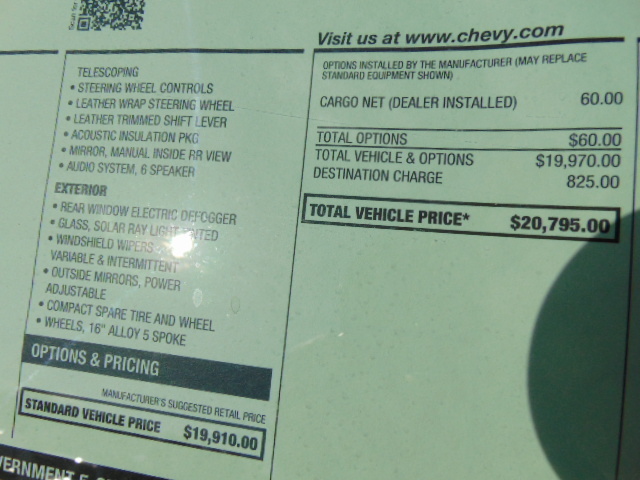 Scan for
TELESCOPING
• STEERING WHEEL CONTROLS
• LEATHER WRAP STEERING WHEEL
• LEATHER TRIMMED SHIFT LEVER
• ACOUSTIC INSULATION PKG
• MIRROR, MANUAL INSIDE RR VIEW
• AUDIO SYSTEM, 6 SPEAKER
EXTERIOR
• REAR WINDOW ELECTRIC DEFOGGER
• GLASS, SOLAR RAY LIGHT TINTED
• WINDSHIELD WIPERS
VARIABLE & INTERMITTENT
• OUTSIDE MIRRORS, POWER
ADJUSTABLE
• COMPACT SPARE TIRE AND WHEEL
• WHEELS, 16" ALLOY 5 SPOKE
OPTIONS & PRICING
MANUFACTURER'S SUGGESTED RETAIL PRICE
STANDARD VEHICLE PRICE $19,910.00
Visit us at www.chevy.com
OPTIONS INSTALLED BY THE MANUFACTURER (MAY REPLACE
STANDARD EQUIPMENT SHOWN)
CARGO NET (DEALER INSTALLED) 60.00
TOTAL OPTIONS $60.00
TOTAL VEHICLE & OPTIONS $19,970.00
DESTINATION CHARGE 825.00
TOTAL VEHICLE PRICE* $20,795.00